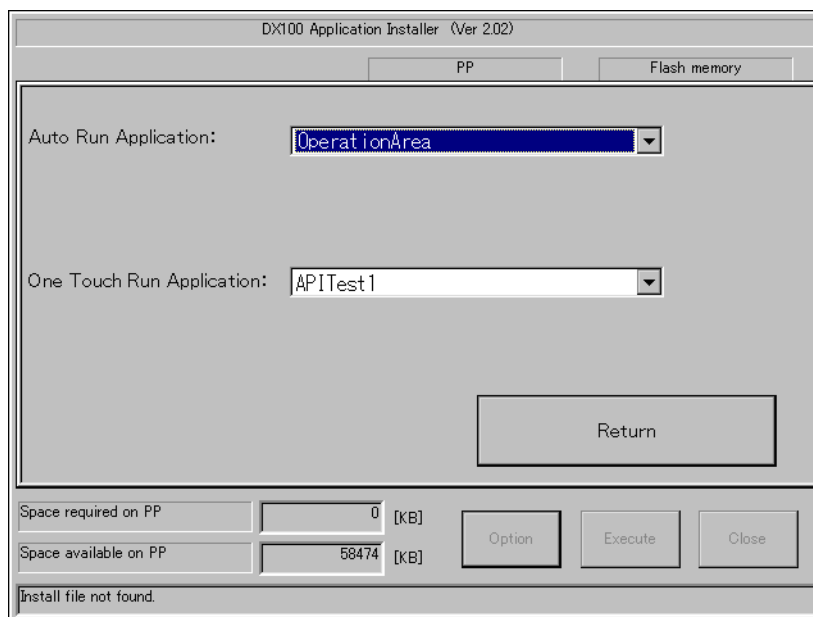 DX100 Application Installer (Ver 2.02)
PP Flash memory
Auto Run Application: OperationArea
One Touch Run Application: APITest1
Return
Space required on PP 0 [KB]
Space available on PP 58474 [KB]
Option Execute Close
Install file not found.